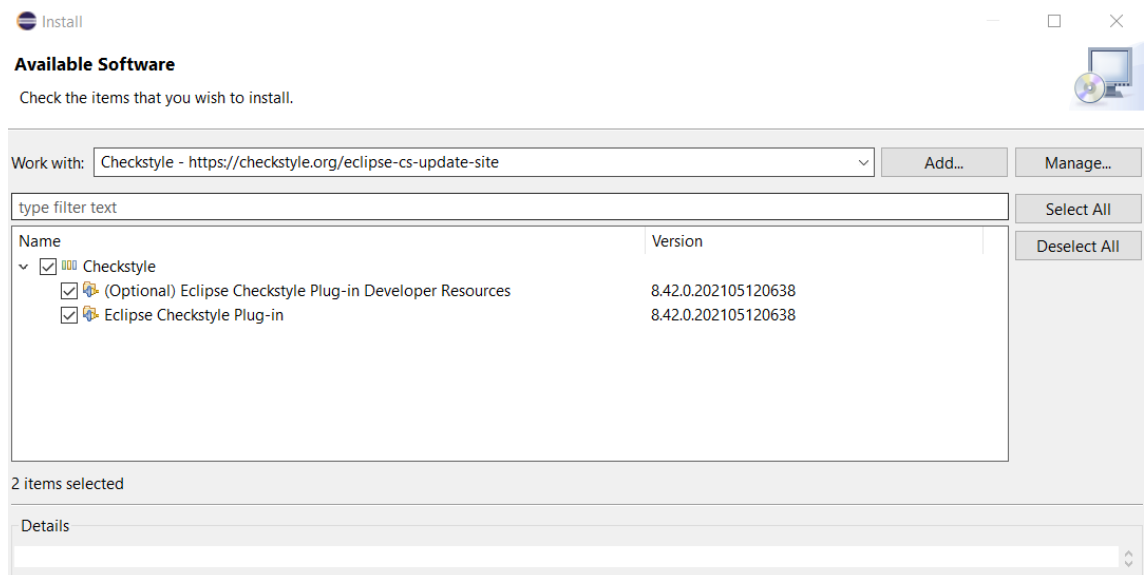 Install
Available Software
Check the items that you wish to install.
Work with: Checkstyle - https://checkstyle.org/eclipse-cs-update-site Add... Manage...
type filter text Select All
Name Version Deselect All
Checkstyle
(Optional) Eclipse Checkstyle Plug-in Developer Resources 8.42.0.202105120638
Eclipse Checkstyle Plug-in 8.42.0.202105120638
2 items selected
Details